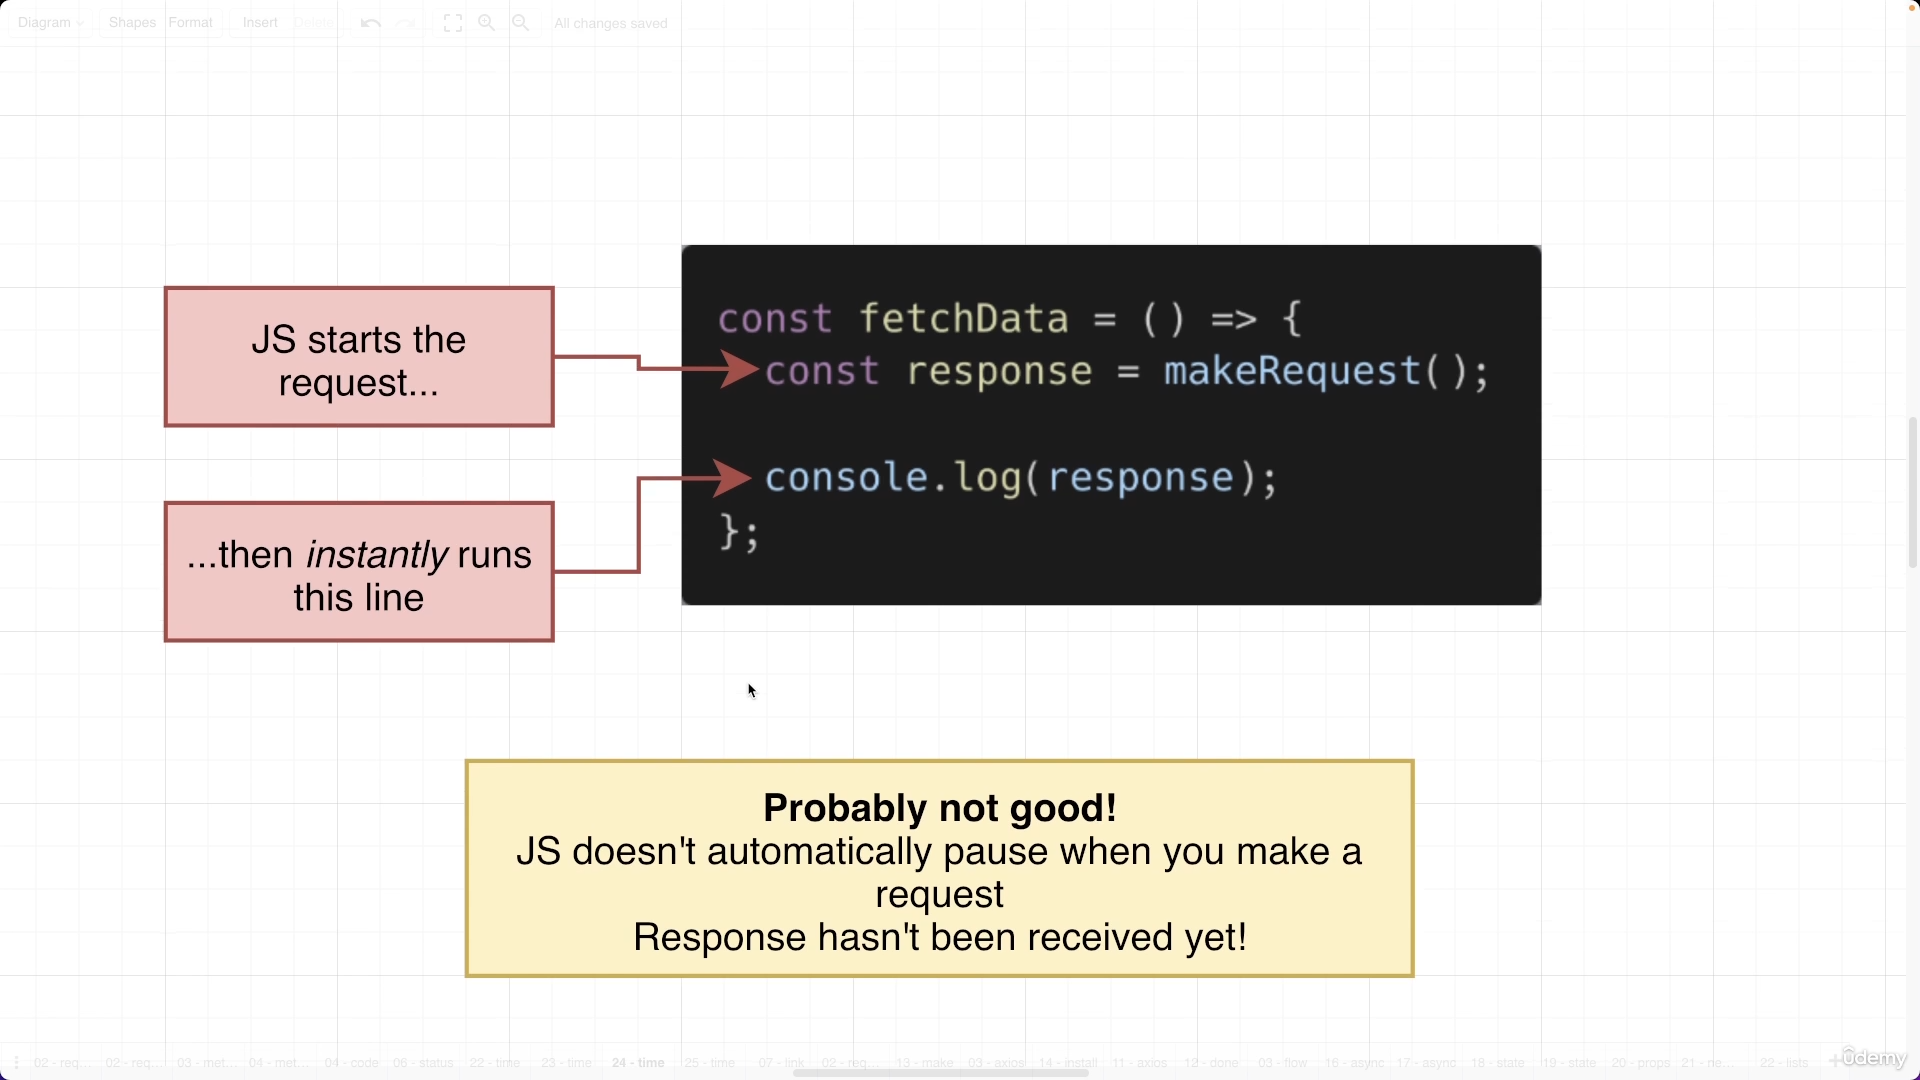 Diagram
Shapes
Format
Insert
Delete
All changes saved
JS starts the
request...
...then instantly runs
this line
const fetchData = () => {
const response = makeRequest();
console.log(response);
};
Probably not good!
JS doesn't automatically pause when you make a
request
Response hasn't been received yet!
02 - req... 02 - req... 03 - met... 04 - met... 04 - code 06 - status 22 - time 23 - time 24 - time 25 - time 07 - link 02 - req... 13 - make 03 - axios 14 - install 11 - axios 12 - done 03 - flow 16 - async 17 - async 18 - state 19 - state 20 - props 21 - ne... 22 - lists
ûdemy